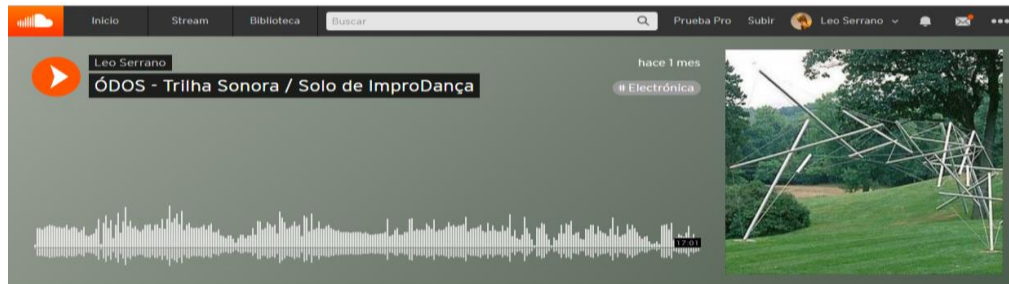 Inicio Stream Biblioteca Buscar Prueba Pro Subir Leo Serrano
Leo Serrano hace 1 mes
ÓDOS - Trilha Sonora / Solo de ImproDança # Electrónica
17:01